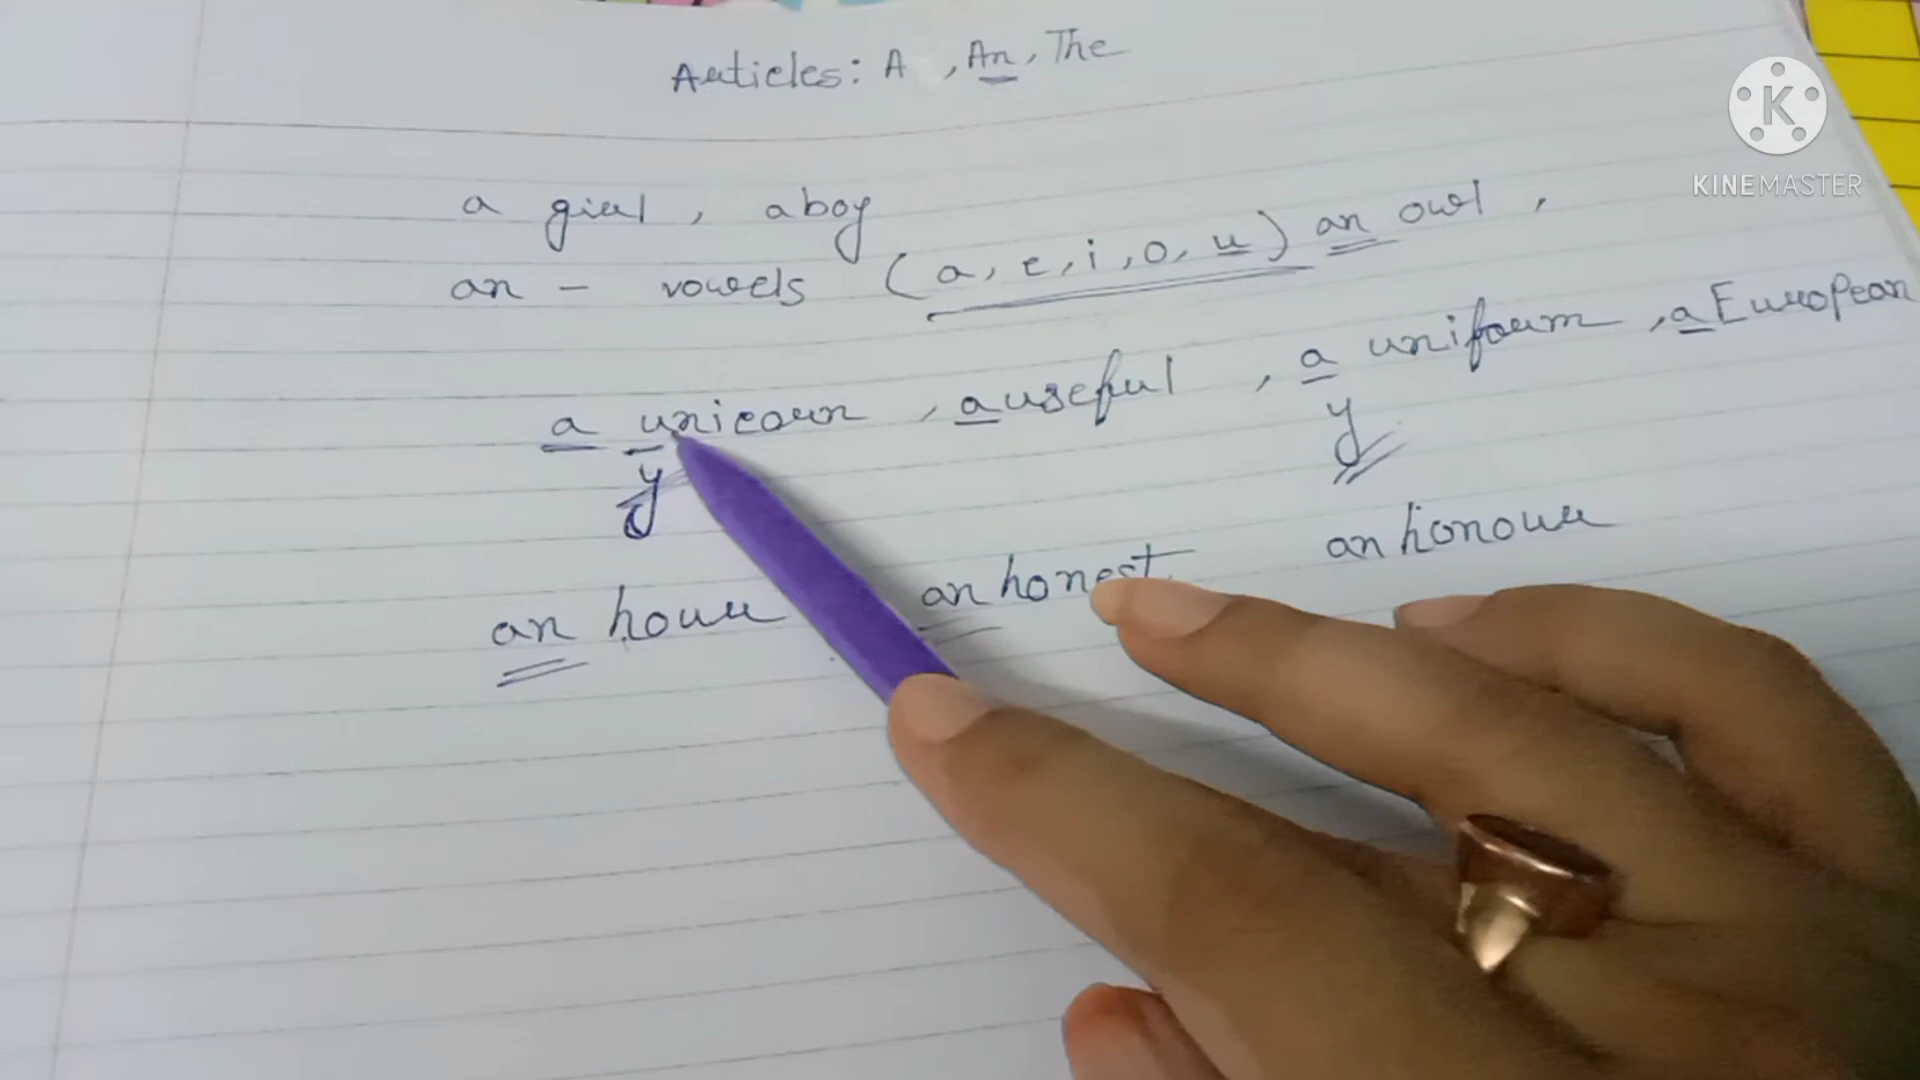 Articles: A , An, The
a girl , a boy
an - vowels (a, e, i, o, u) an owl ,
a unicorn , a useful , a uniform , a European
y y
an hour an honest an honour
K
KINEMASTER